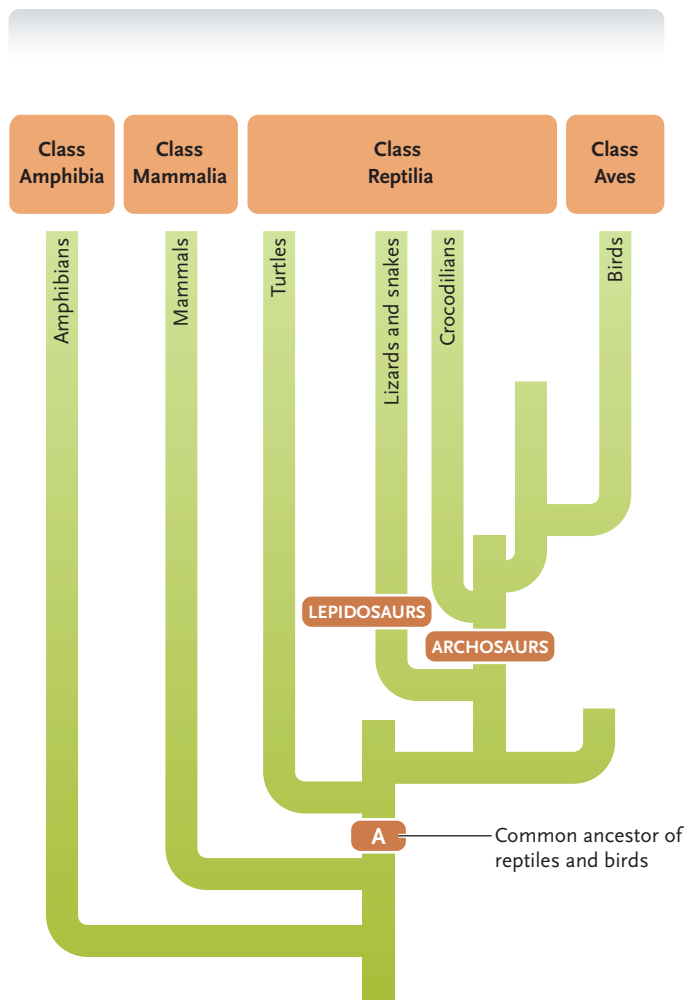 Class
Amphibia
Class
Mammalia
Class
Reptilia
Class
Aves
Amphibians
Mammals
Turtles
Lizards and snakes
Crocodilians
Birds
LEPIDOSAURS
ARCHOSAURS
A
Common ancestor of
reptiles and birds